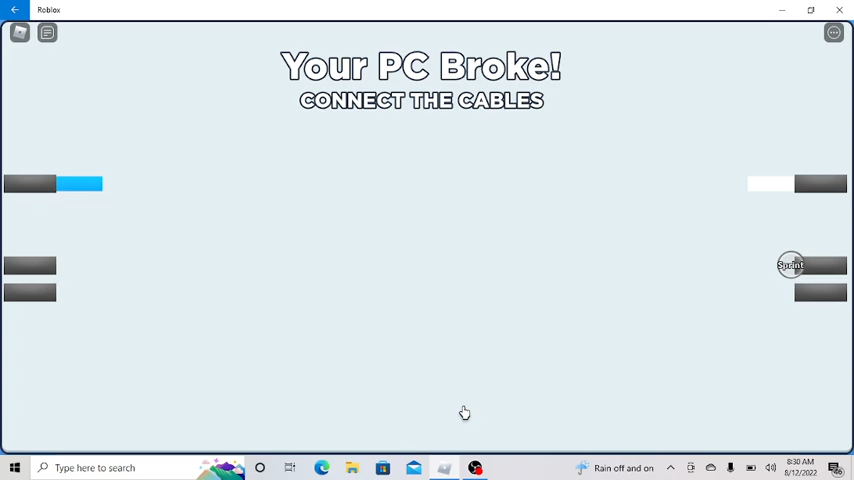 Roblox
Your PC Broke!
CONNECT THE CABLES
Sprint
Type here to search
Rain off and on
8:30 AM
8/12/2022
46